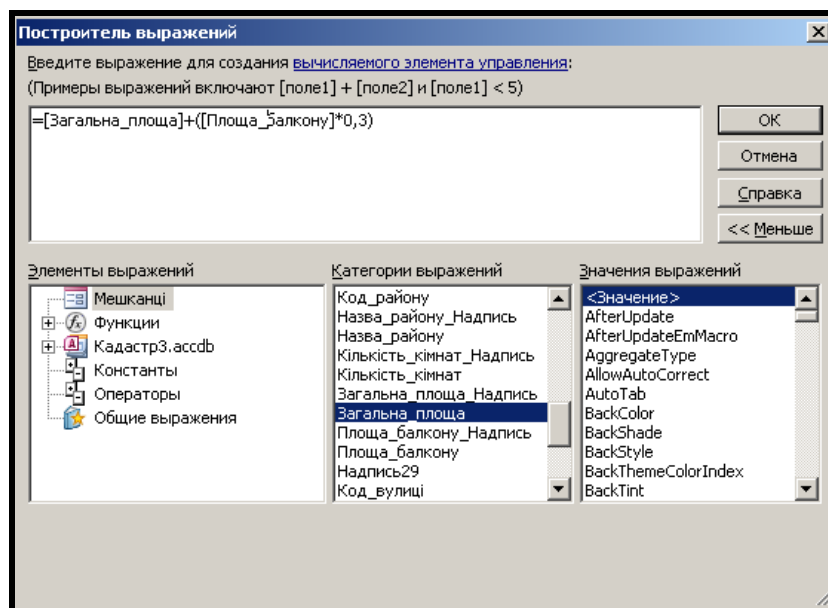 Построитель выражений
Введите выражение для создания вычисляемого элемента управления:
(Примеры выражений включают [поле1] + [поле2] и [поле1] < 5)
=[Загальна_площа]+([Площа_балкону]*0,3)
ОК
Отмена
Справка
<< Меньше
Элементы выражений
Мешканці
Функции
Кадастр3.accdb
Константы
Операторы
Общие выражения
Категории выражений
Код_району
Назва_району_Надпись
Назва_району
Кількість_кімнат_Надпись
Кількість_кімнат
Загальна_площа_Надпись
Загальна_площа
Площа_балкону_Надпись
Площа_балкону
Надпись29
Код_вулиці
Значения выражений
<Значение>
AfterUpdate
AfterUpdateEmMacro
AggregateType
AllowAutoCorrect
AutoTab
BackColor
BackShade
BackStyle
BackThemeColorIndex
BackTint